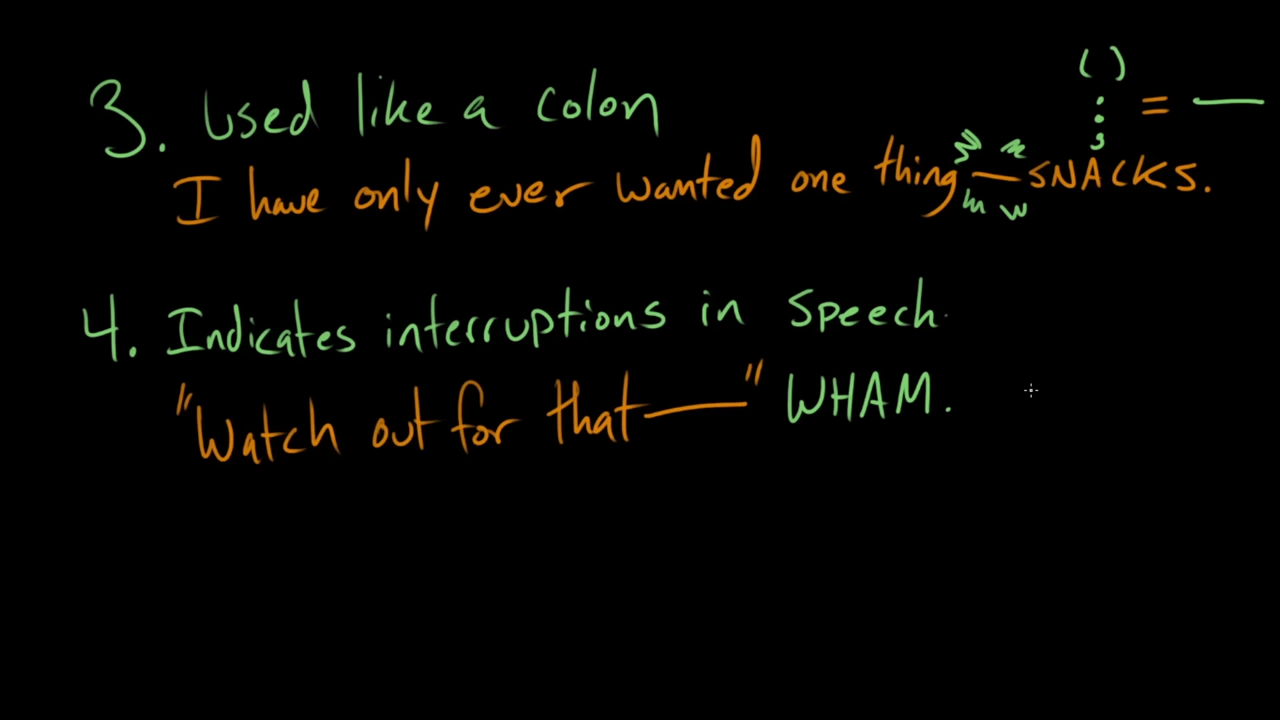 ( )
: = —
;
3. Used like a colon
I have only ever wanted one thing — SNACKS.
4. Indicates interruptions in speech.
"Watch out for that—" WHAM.